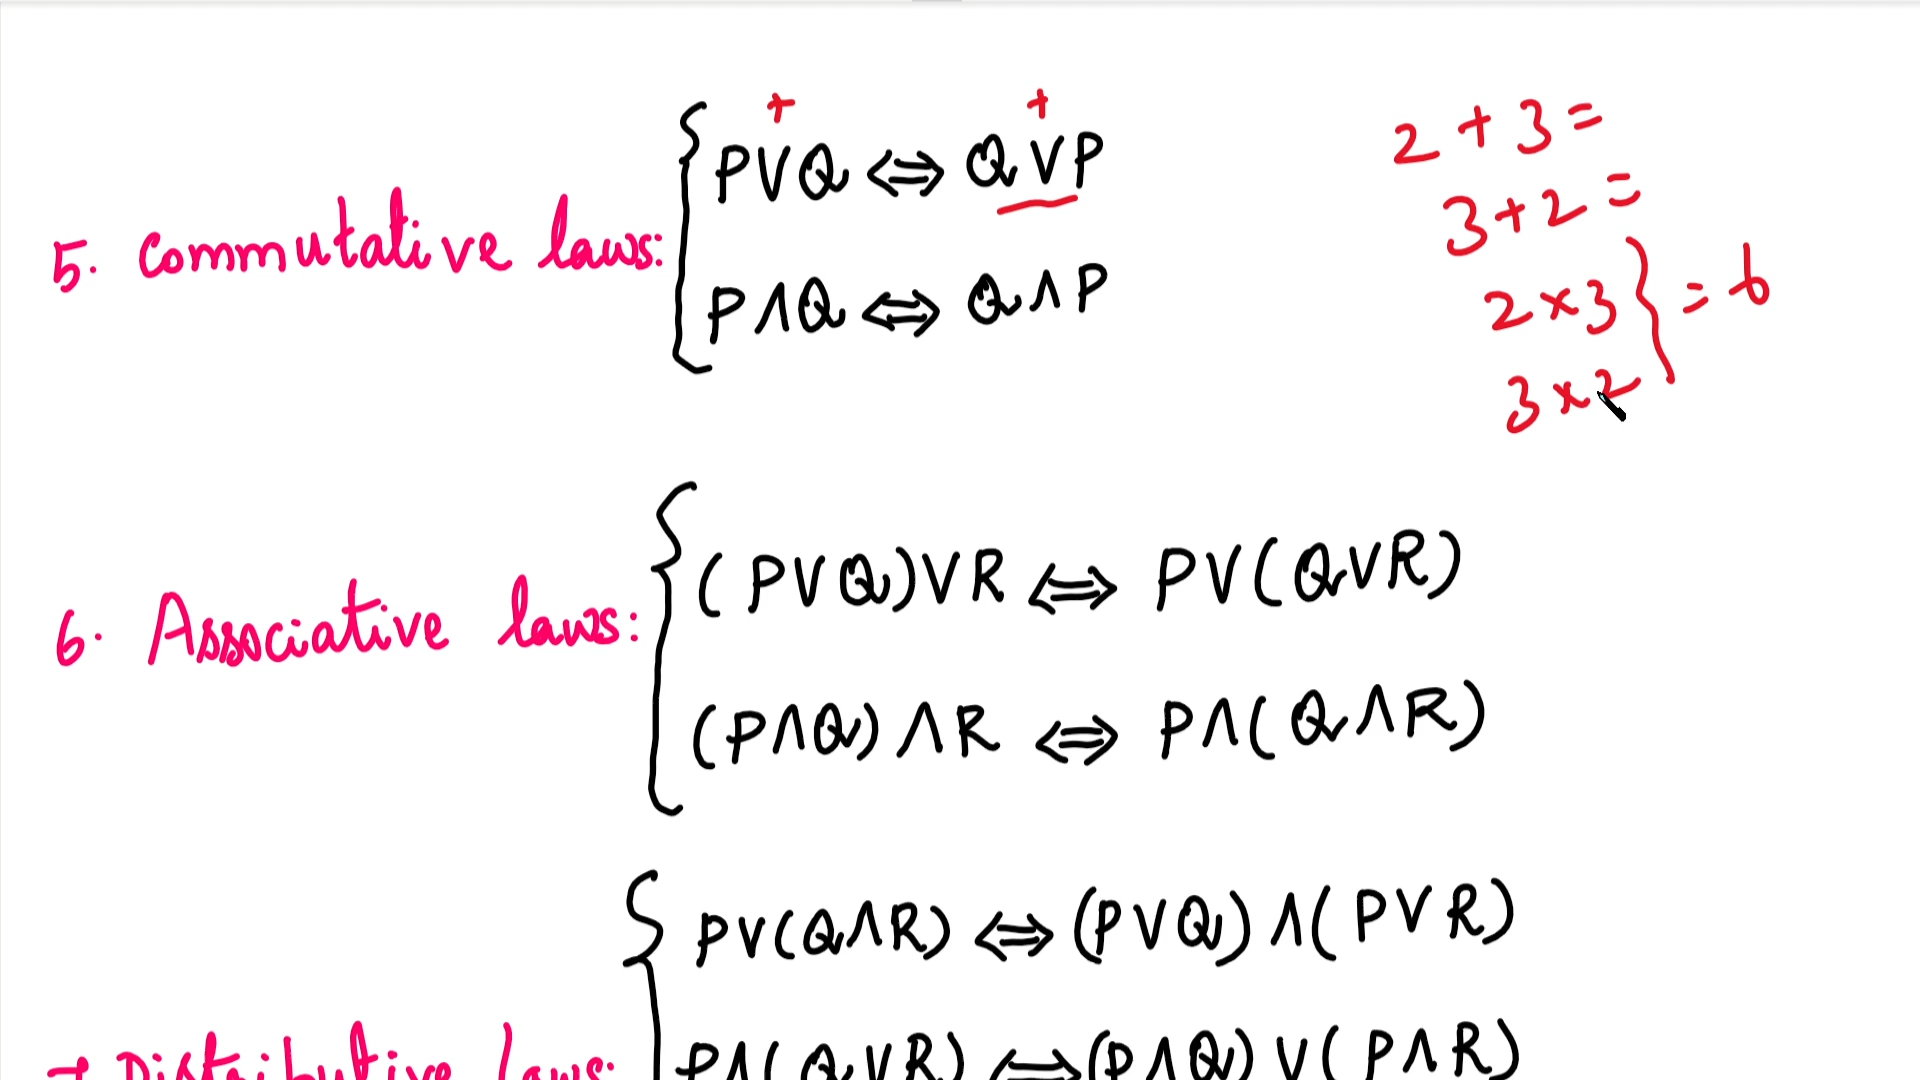 5. Commutative laws: { P∨Q ⇔ Q∨P
+ +
P∧Q ⇔ Q∧P
2 + 3 =
3 + 2 =
2 × 3
3 × 2
} = 6
6. Associative laws: { (P∨Q)∨R ⇔ P∨(Q∨R)
(P∧Q)∧R ⇔ P∧(Q∧R)
Distributive laws: { P∨(Q∧R) ⇔ (P∨Q)∧(P∨R)
P∧(Q∨R) ⇔ (P∧Q)∨(P∧R)